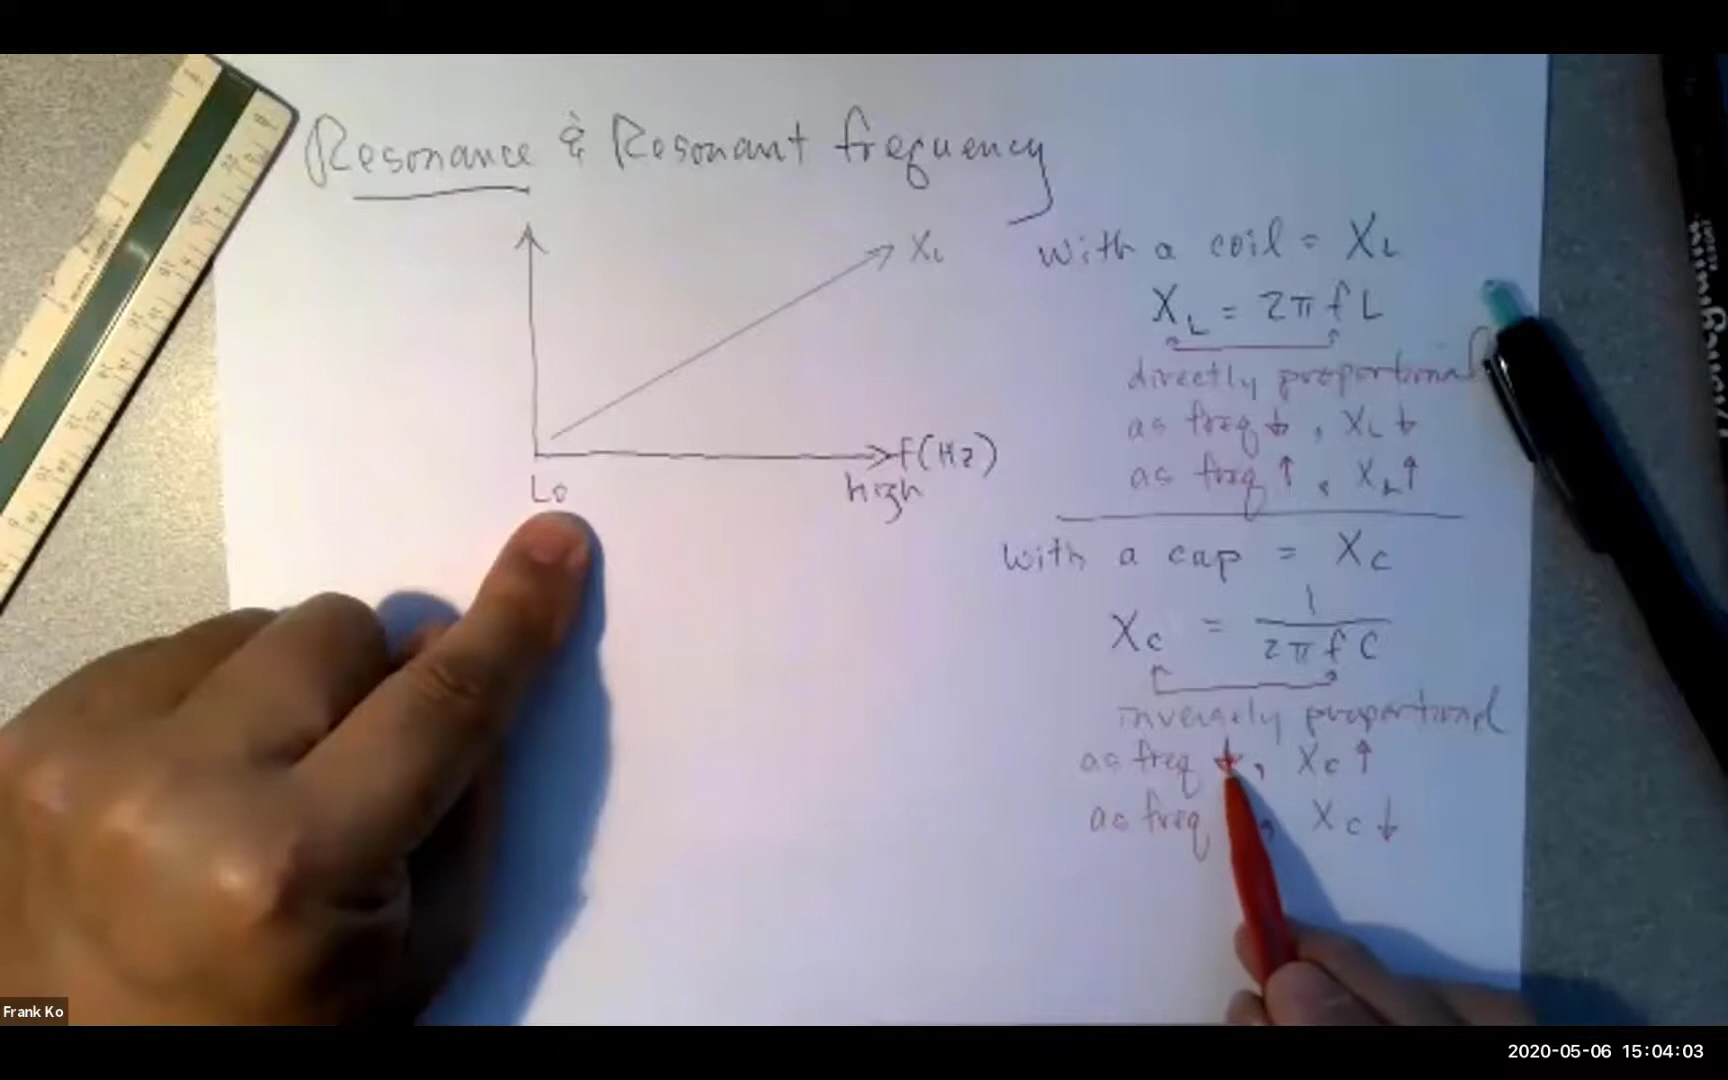 Resonance & Resonant frequency
XL
f(Hz)
Lo
high
with a coil = XL
XL = 2πfL
directly proportional
as freq ↓, XL ↓
as freq ↑, XL ↑
with a cap = Xc
Xc = 1 / 2πfC
inversely proportional
as freq ↓, Xc ↑
as freq , Xc ↓
Frank Ko
2020-05-06 15:04:03